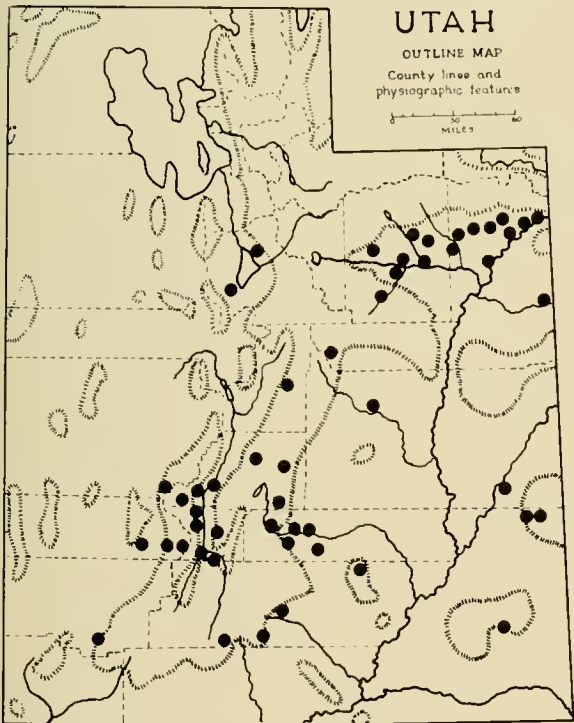 UTAH
OUTLINE MAP
County lines and
physiographic features
0 30 60
MILES